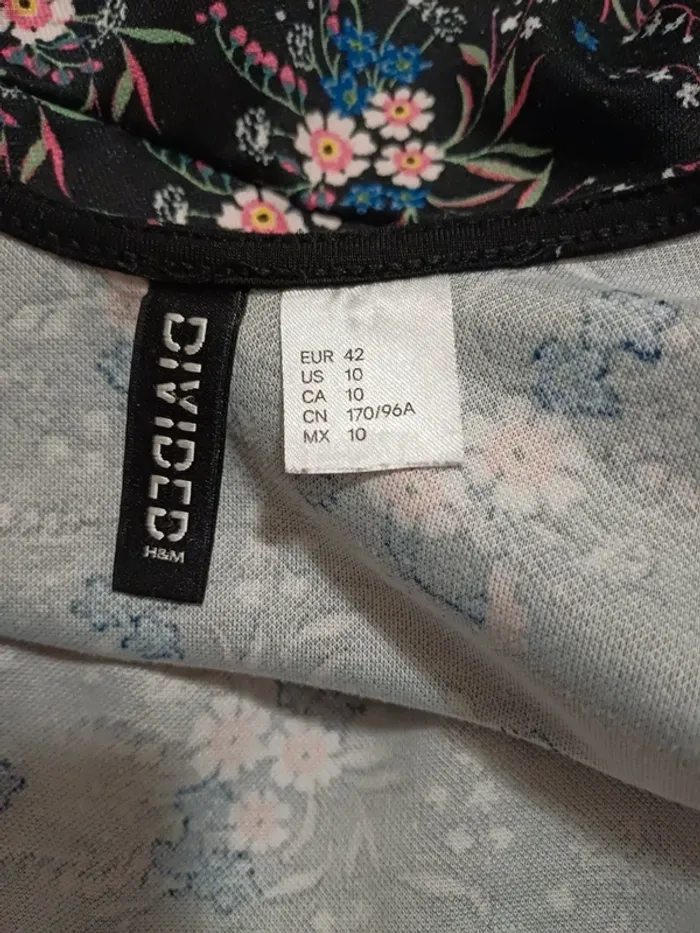 DIVIDED
H&M
EUR 42
US 10
CA 10
CN 170/96A
MX 10